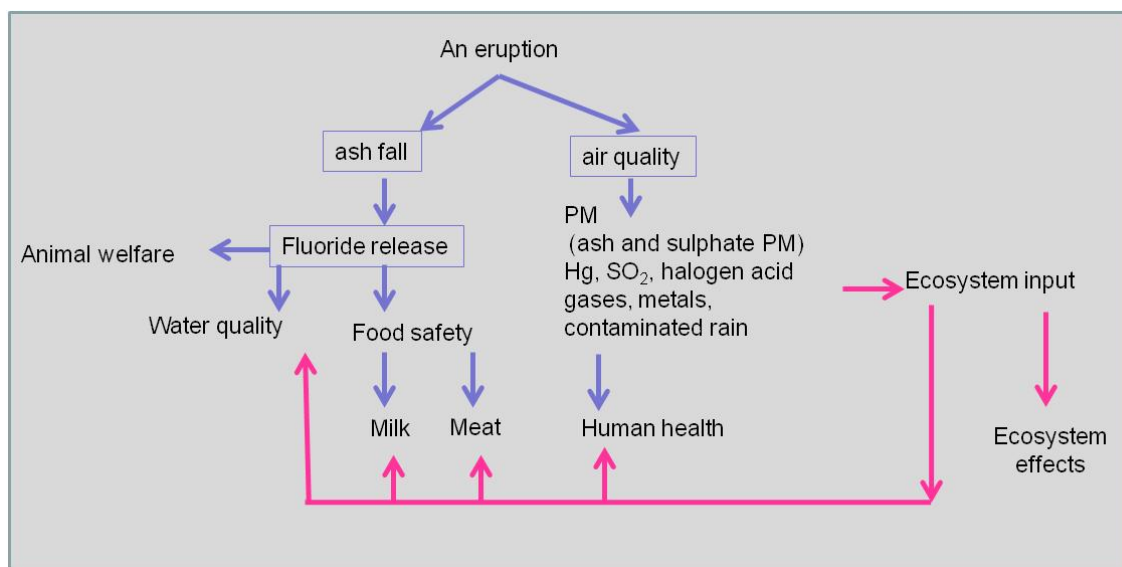 An eruption
ash fall
air quality
PM
(ash and sulphate PM)
Hg, SO₂, halogen acid
gases, metals,
contaminated rain
Fluoride release
Animal welfare
Water quality
Food safety
Ecosystem input
Milk
Meat
Human health
Ecosystem
effects